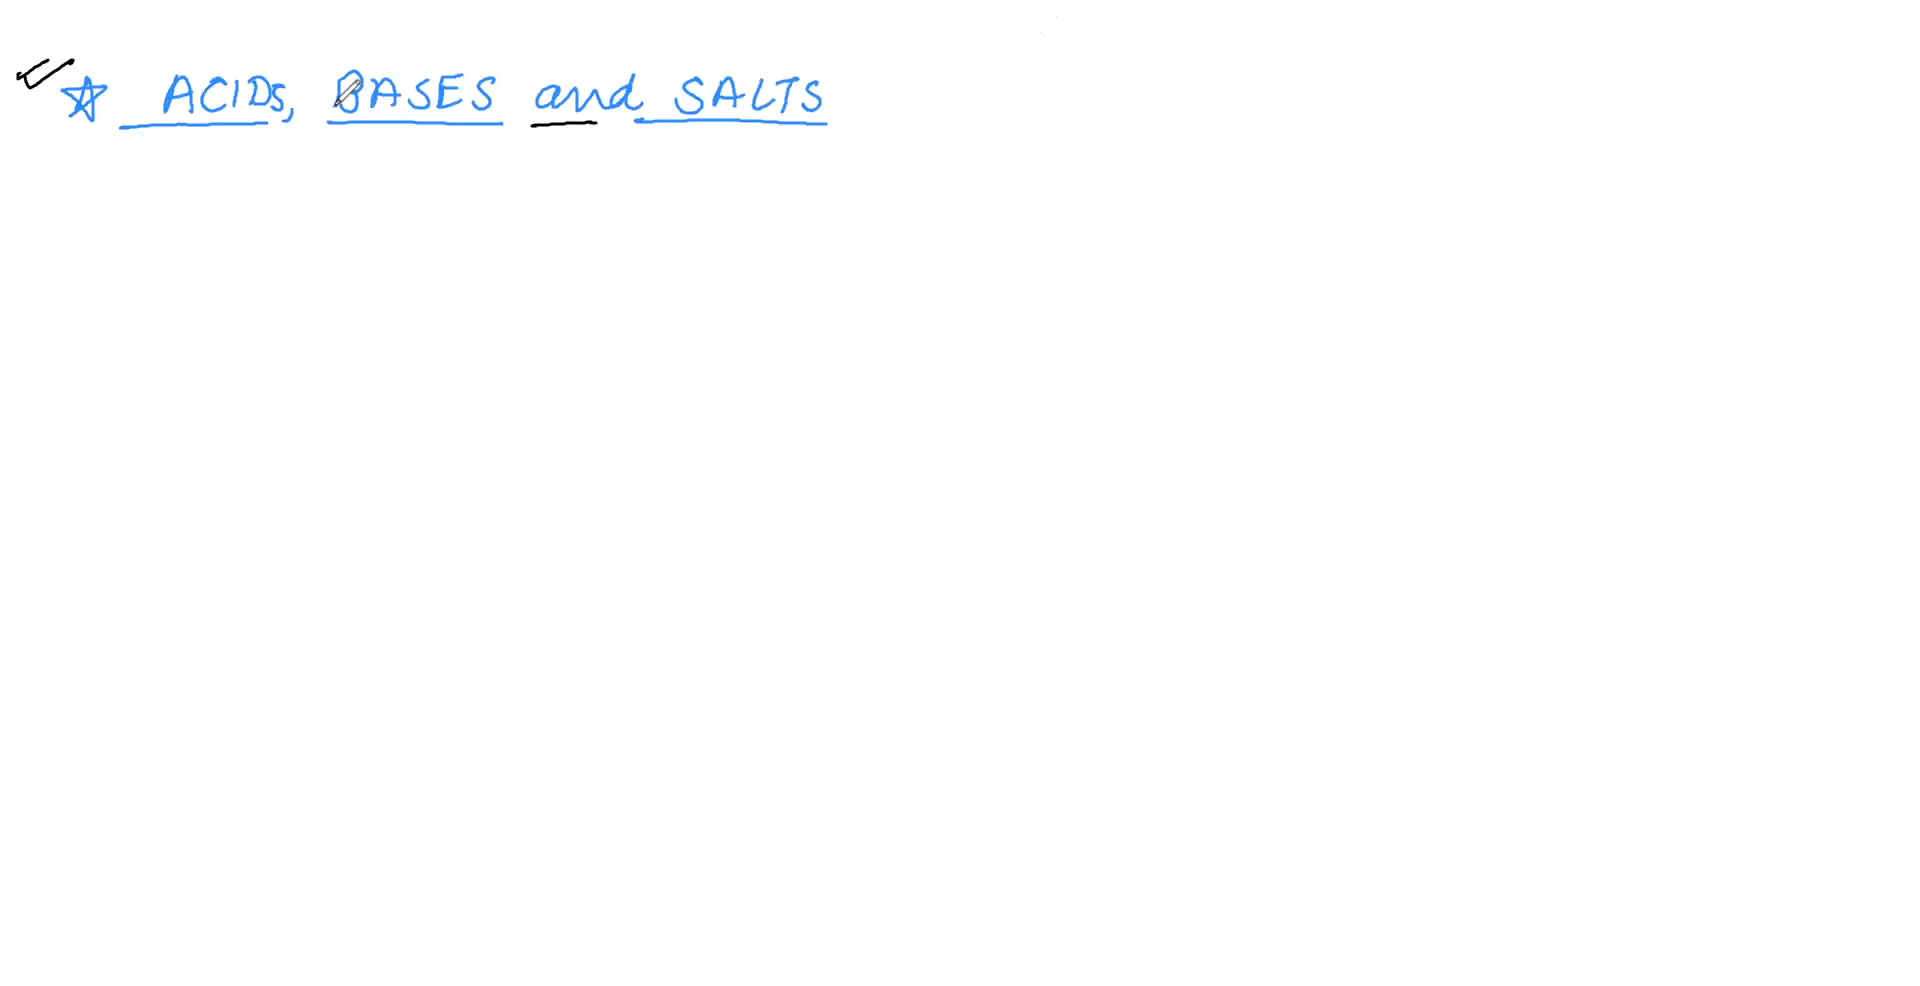 ☆ ACIDs, BASES and SALTS